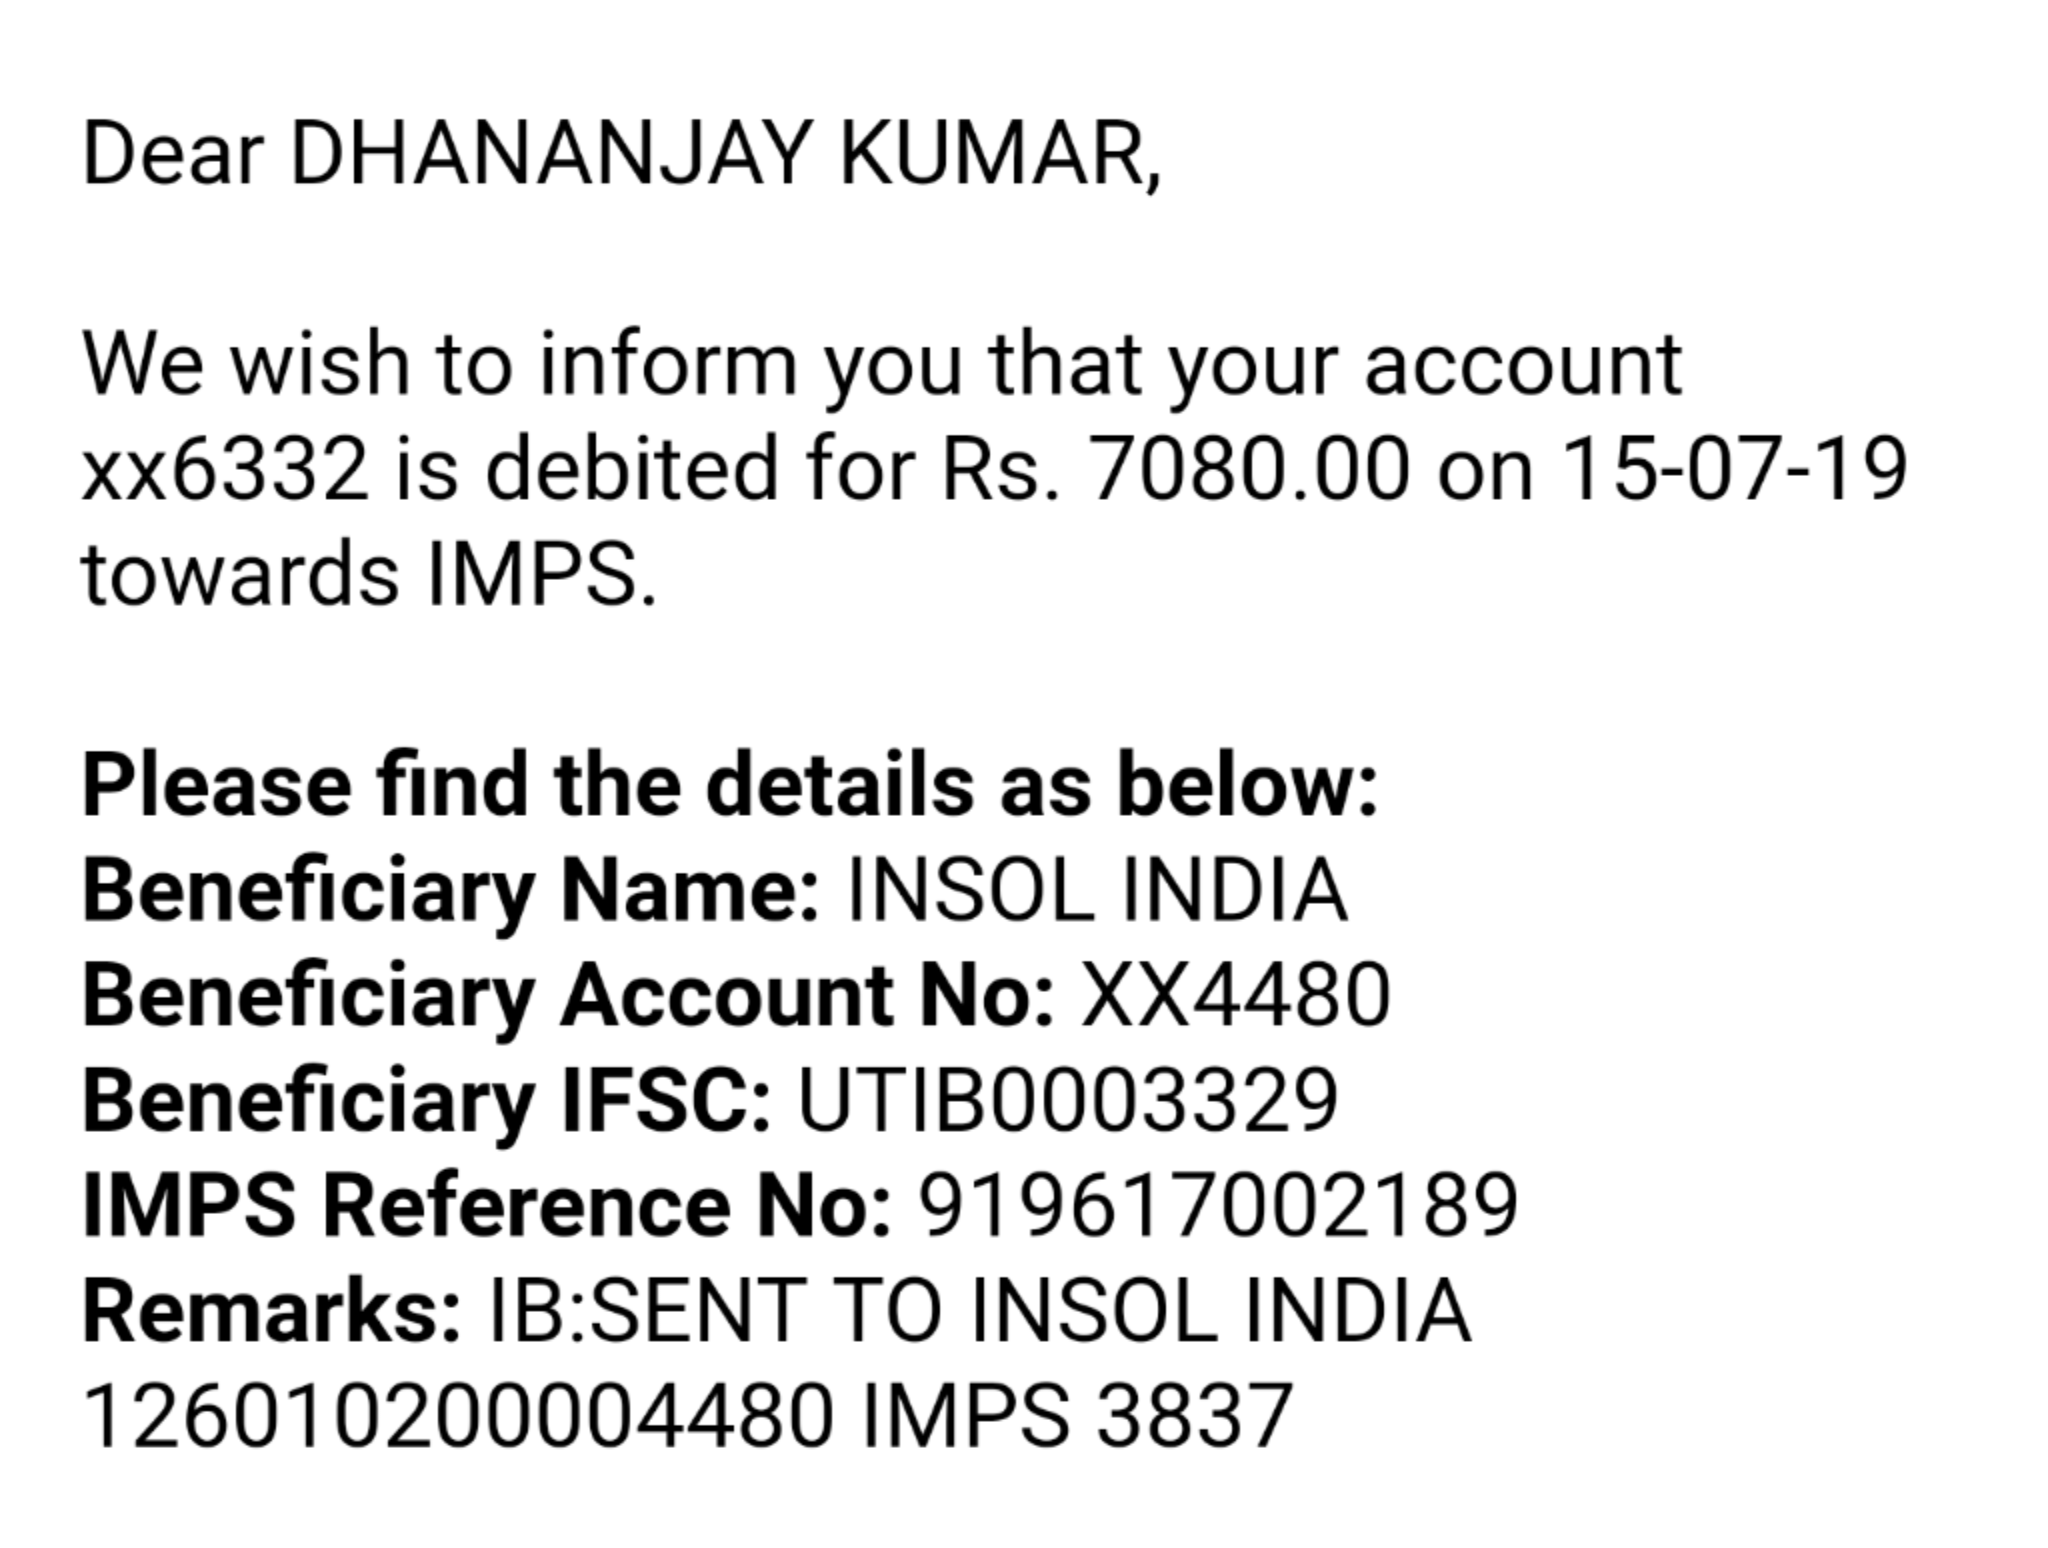 Dear DHANANJAY KUMAR,
We wish to inform you that your account
xx6332 is debited for Rs. 7080.00 on 15-07-19
towards IMPS.
Please find the details as below:
Beneficiary Name: INSOL INDIA
Beneficiary Account No: XX4480
Beneficiary IFSC: UTIB0003329
IMPS Reference No: 919617002189
Remarks: IB:SENT TO INSOL INDIA
126010200004480 IMPS 3837